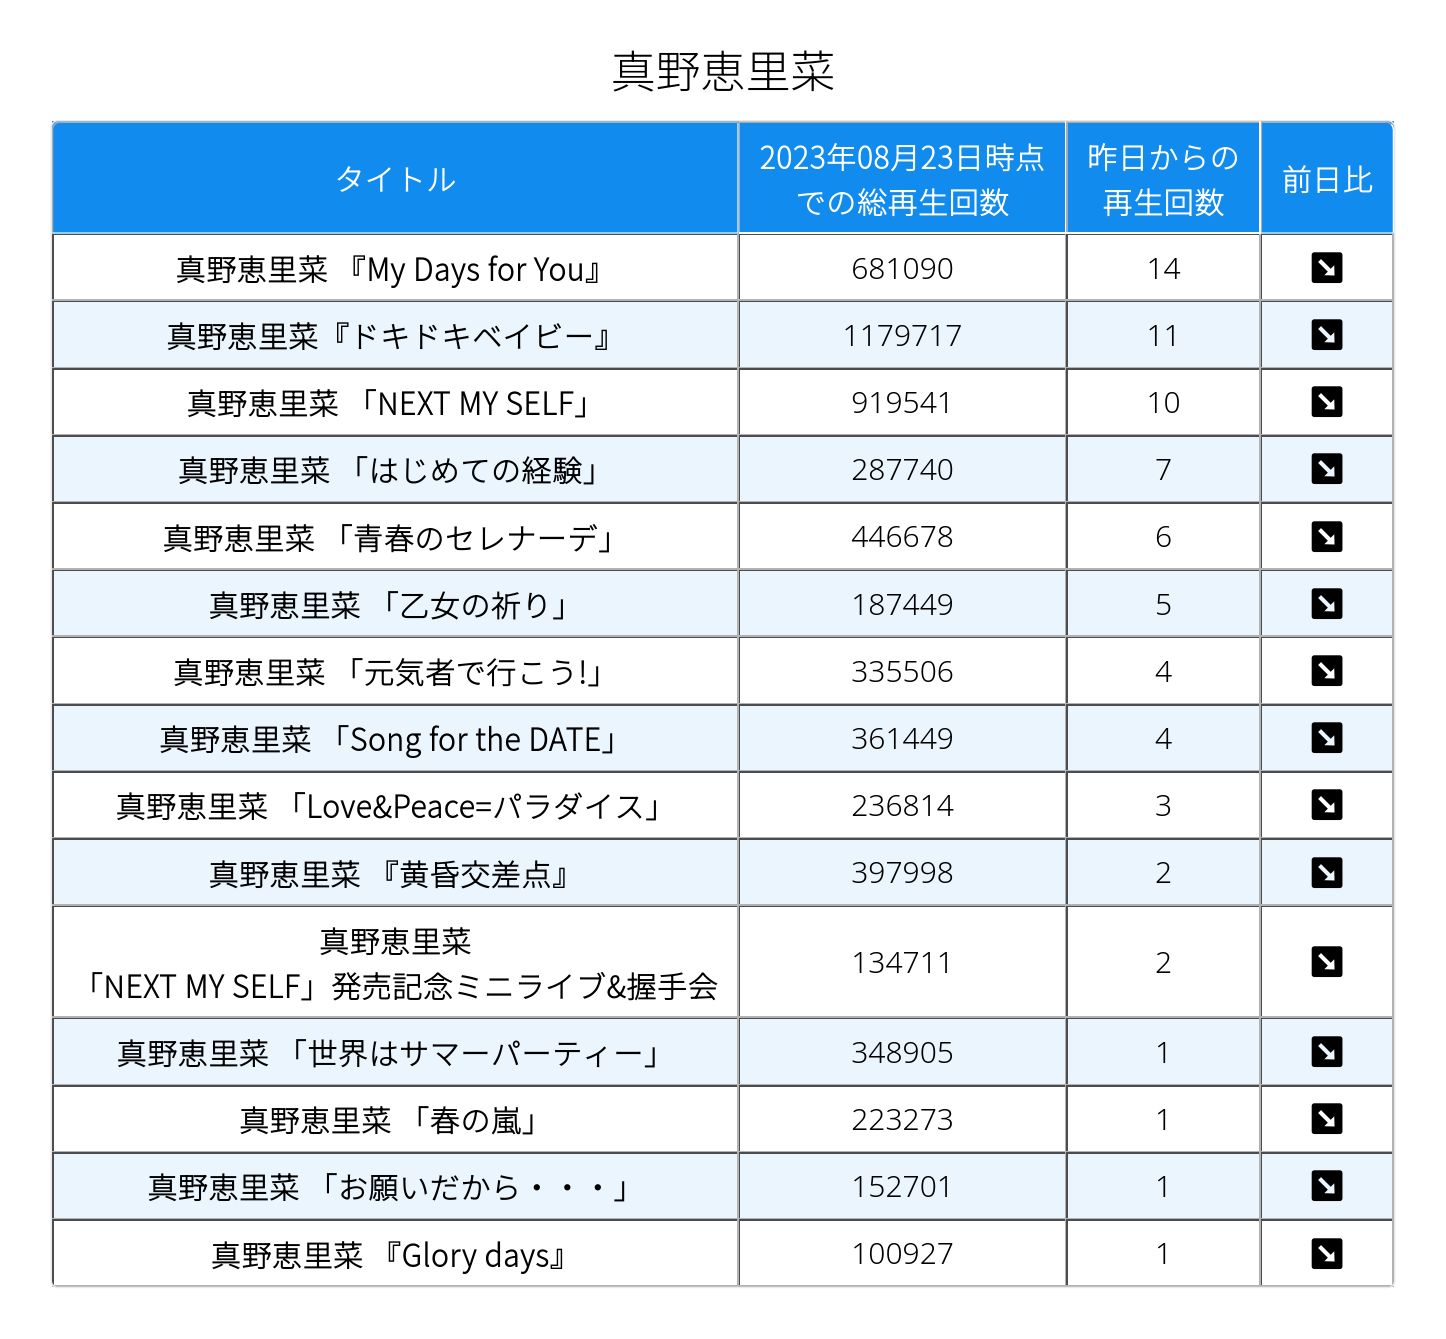 真野恵里菜
タイトル
2023年08月23日時点
での総再生回数
昨日からの
再生回数
前日比
真野恵里菜 『My Days for You』 681090 14
真野恵里菜『ドキドキベイビー』 1179717 11
真野恵里菜 「NEXT MY SELF」 919541 10
真野恵里菜 「はじめての経験」 287740 7
真野恵里菜 「青春のセレナーデ」 446678 6
真野恵里菜 「乙女の祈り」 187449 5
真野恵里菜 「元気者で行こう!」 335506 4
真野恵里菜 「Song for the DATE」 361449 4
真野恵里菜 「Love&Peace=パラダイス」 236814 3
真野恵里菜 『黄昏交差点』 397998 2
真野恵里菜
「NEXT MY SELF」発売記念ミニライブ&握手会 134711 2
真野恵里菜 「世界はサマーパーティー」 348905 1
真野恵里菜 「春の嵐」 223273 1
真野恵里菜 「お願いだから・・・」 152701 1
真野恵里菜 『Glory days』 100927 1